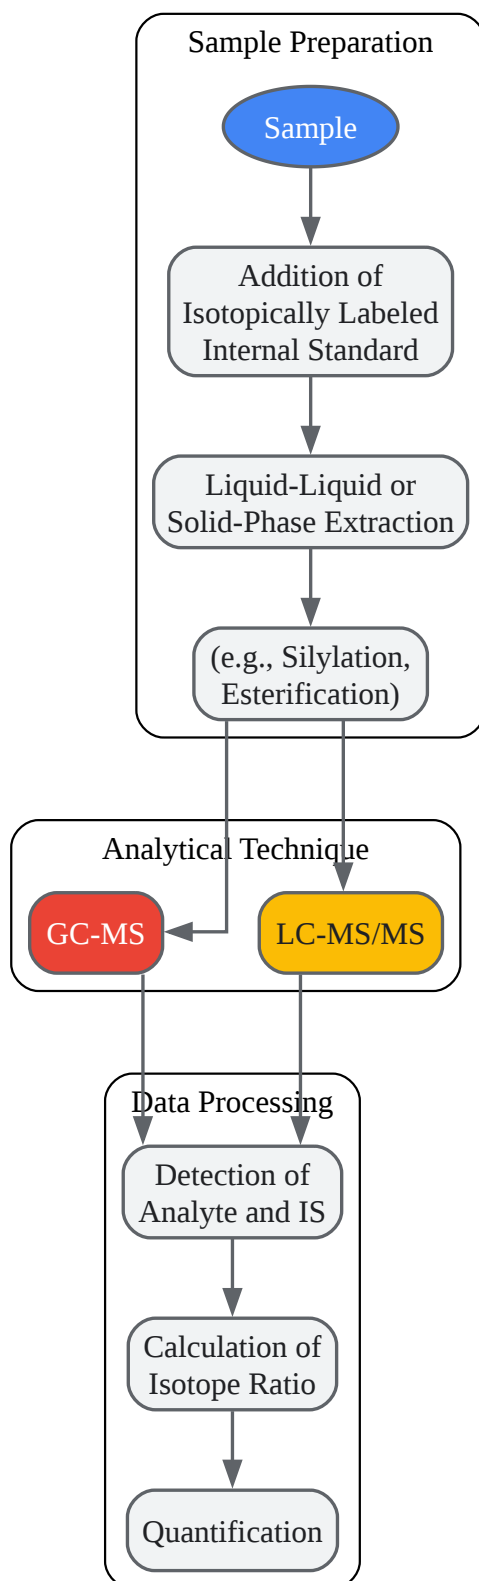 Sample Preparation
Sample
Addition of
Isotopically Labeled
Internal Standard
Liquid-Liquid or
Solid-Phase Extraction
(e.g., Silylation,
Esterification)
Analytical Technique
GC-MS
LC-MS/MS
Data Processing
Detection of
Analyte and IS
Calculation of
Isotope Ratio
Quantification